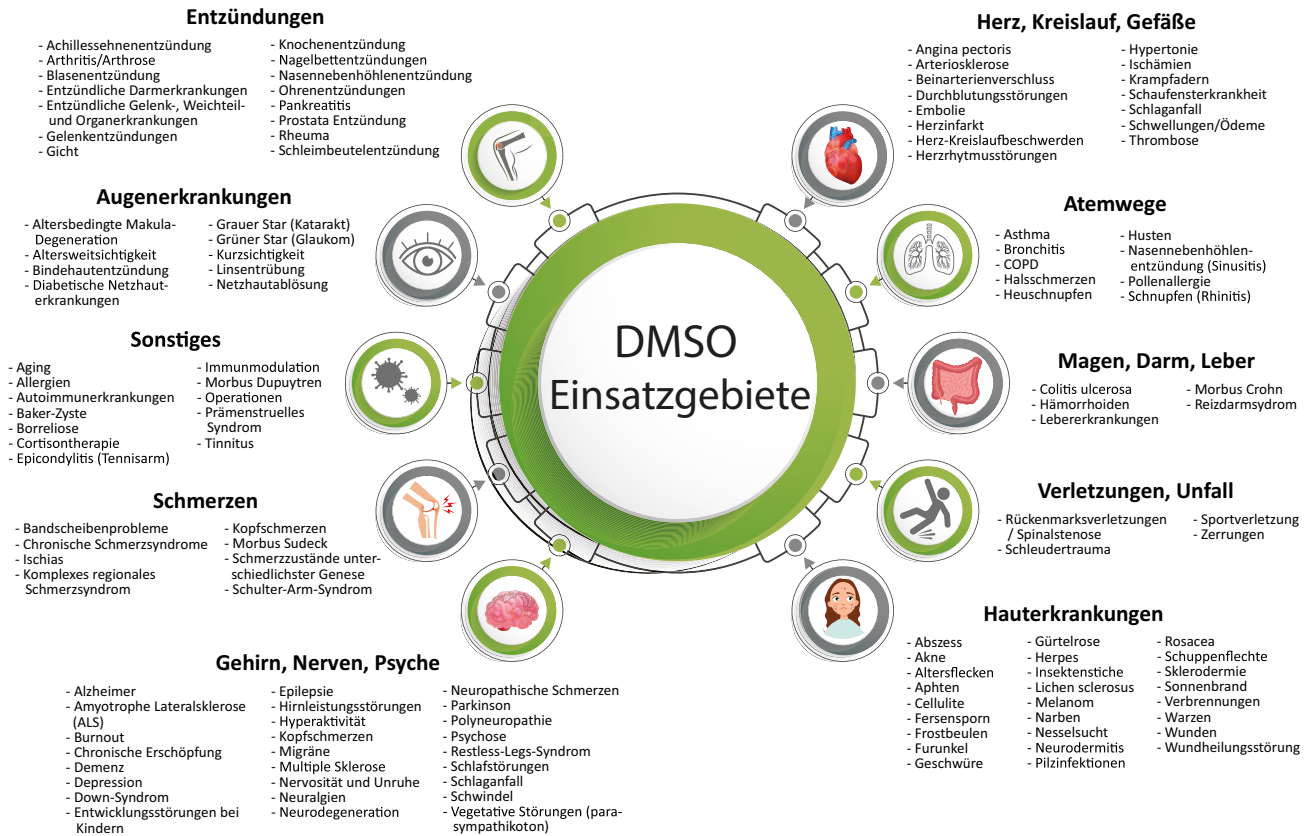 Entzündungen
- Achillessehnenentzündung
- Arthritis/Arthrose
- Blasenentzündung
- Entzündliche Darmerkrankungen
- Entzündliche Gelenk-, Weichteil-
und Organerkrankungen
- Gelenkentzündungen
- Gicht
- Knochenentzündung
- Nagelbettentzündungen
- Nasennebenhöhlenentzündung
- Ohrenentzündungen
- Pankreatitis
- Prostata Entzündung
- Rheuma
- Schleimbeutelentzündung
Herz, Kreislauf, Gefäße
- Angina pectoris
- Arteriosklerose
- Beinarterienverschluss
- Durchblutungsstörungen
- Embolie
- Herzinfarkt
- Herz-Kreislaufbeschwerden
- Herzrhytmusstörungen
- Hypertonie
- Ischämien
- Krampfadern
- Schaufensterkrankheit
- Schlaganfall
- Schwellungen/Ödeme
- Thrombose
Augenerkrankungen
- Altersbedingte Makula-
Degeneration
- Altersweitsichtigkeit
- Bindehautentzündung
- Diabetische Netzhaut-
erkrankungen
- Grauer Star (Katarakt)
- Grüner Star (Glaukom)
- Kurzsichtigkeit
- Linsentrübung
- Netzhautablösung
Atemwege
- Asthma
- Bronchitis
- COPD
- Halsschmerzen
- Heuschnupfen
- Husten
- Nasennebenhöhlen-
entzündung (Sinusitis)
- Pollenallergie
- Schnupfen (Rhinitis)
DMSO
Einsatzgebiete
Sonstiges
- Aging
- Allergien
- Autoimmunerkrankungen
- Baker-Zyste
- Borreliose
- Cortisontherapie
- Epicondylitis (Tennisarm)
- Immunmodulation
- Morbus Dupuytren
- Operationen
- Prämenstruelles
Syndrom
- Tinnitus
Magen, Darm, Leber
- Colitis ulcerosa
- Hämorrhoiden
- Lebererkrankungen
- Morbus Crohn
- Reizdarmsydrom
Schmerzen
- Bandscheibenprobleme
- Chronische Schmerzsyndrome
- Ischias
- Komplexes regionales
Schmerzsyndrom
- Kopfschmerzen
- Morbus Sudeck
- Schmerzzustände unter-
schiedlichster Genese
- Schulter-Arm-Syndrom
Verletzungen, Unfall
- Rückenmarksverletzungen
/ Spinalstenose
- Schleudertrauma
- Sportverletzung
- Zerrungen
Gehirn, Nerven, Psyche
- Alzheimer
- Amyotrophe Lateralsklerose
(ALS)
- Burnout
- Chronische Erschöpfung
- Demenz
- Depression
- Down-Syndrom
- Entwicklungsstörungen bei
Kindern
- Epilepsie
- Hirnleistungsstörungen
- Hyperaktivität
- Kopfschmerzen
- Migräne
- Multiple Sklerose
- Nervosität und Unruhe
- Neuralgien
- Neurodegeneration
- Neuropathische Schmerzen
- Parkinson
- Polyneuropathie
- Psychose
- Restless-Legs-Syndrom
- Schlafstörungen
- Schlaganfall
- Schwindel
- Vegetative Störungen (para-
sympathikoton)
Hauterkrankungen
- Abszess
- Akne
- Altersflecken
- Aphten
- Cellulite
- Fersensporn
- Frostbeulen
- Furunkel
- Geschwüre
- Gürtelrose
- Herpes
- Insektenstiche
- Lichen sclerosus
- Melanom
- Narben
- Nesselsucht
- Neurodermitis
- Pilzinfektionen
- Rosacea
- Schuppenflechte
- Sklerodermie
- Sonnenbrand
- Verbrennungen
- Warzen
- Wunden
- Wundheilungsstörung